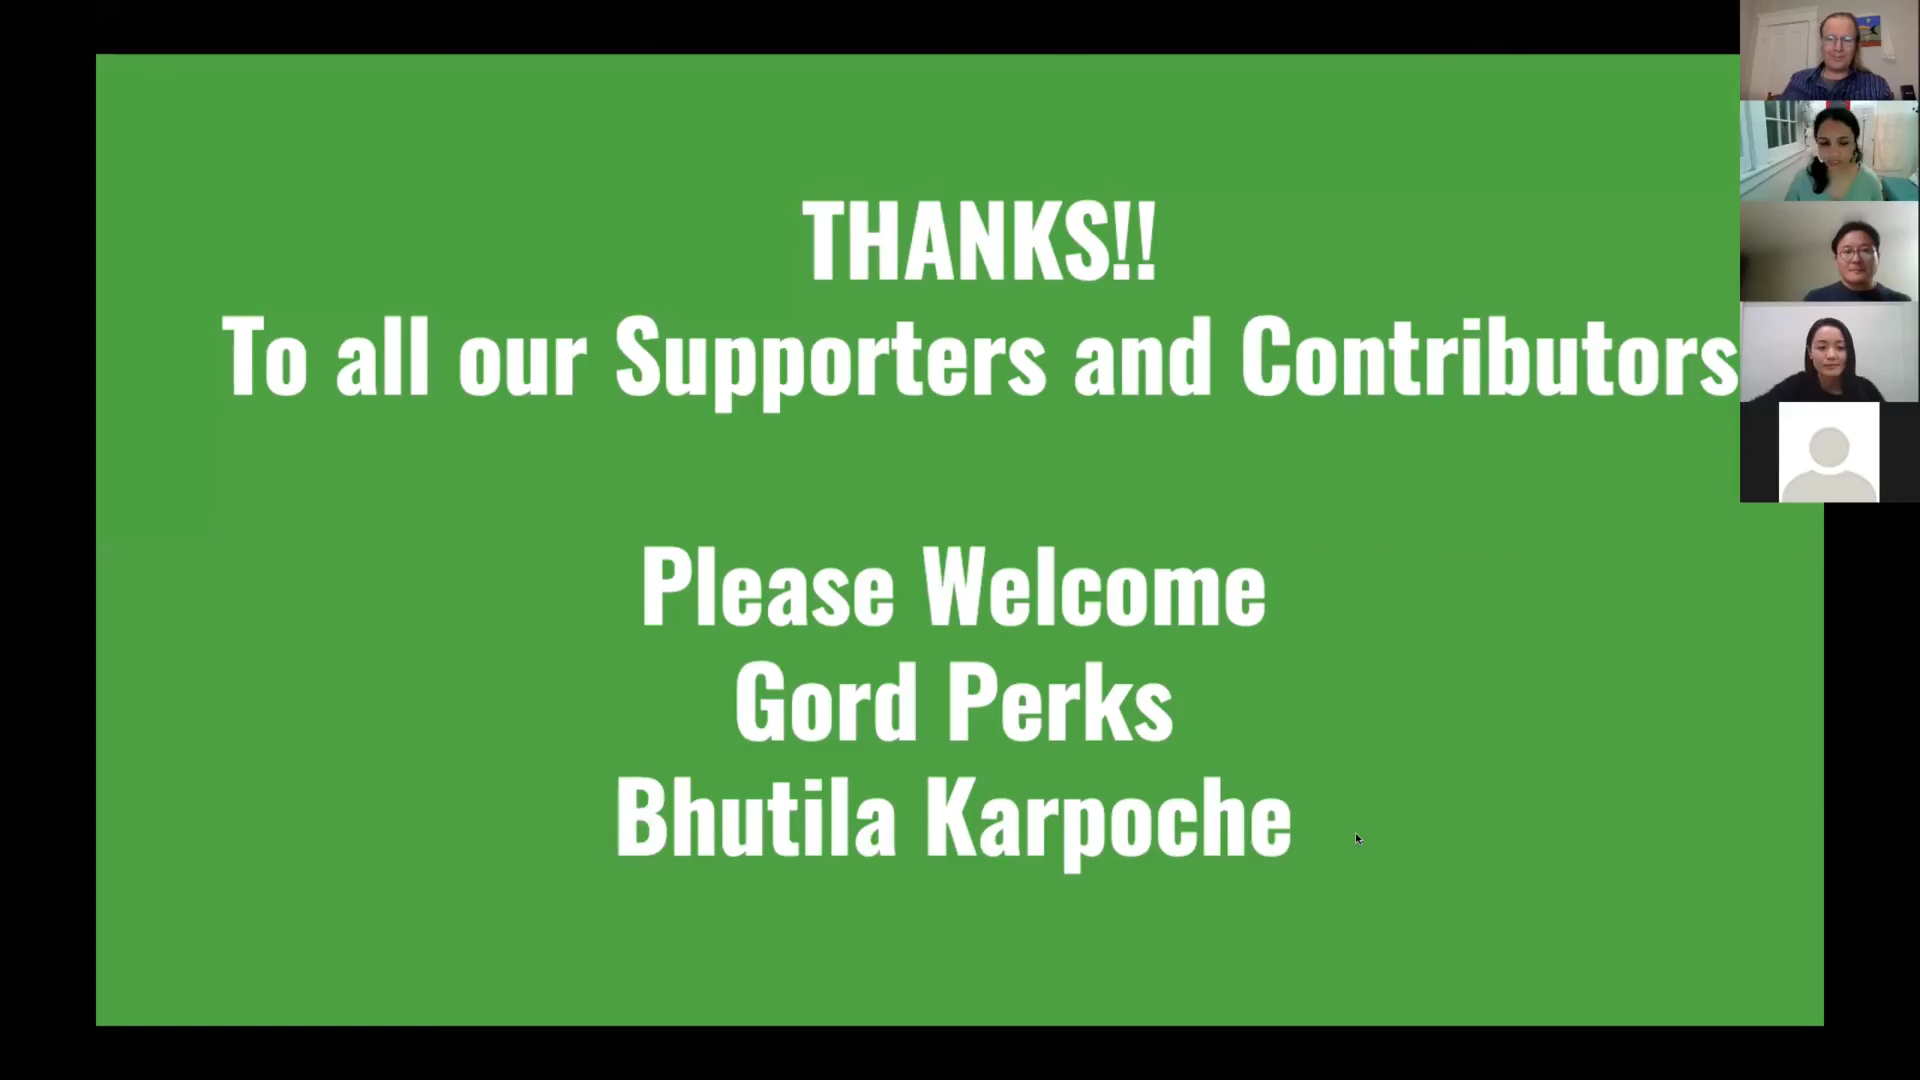 THANKS!!
To all our Supporters and Contributors
Please Welcome
Gord Perks
Bhutila Karpoche